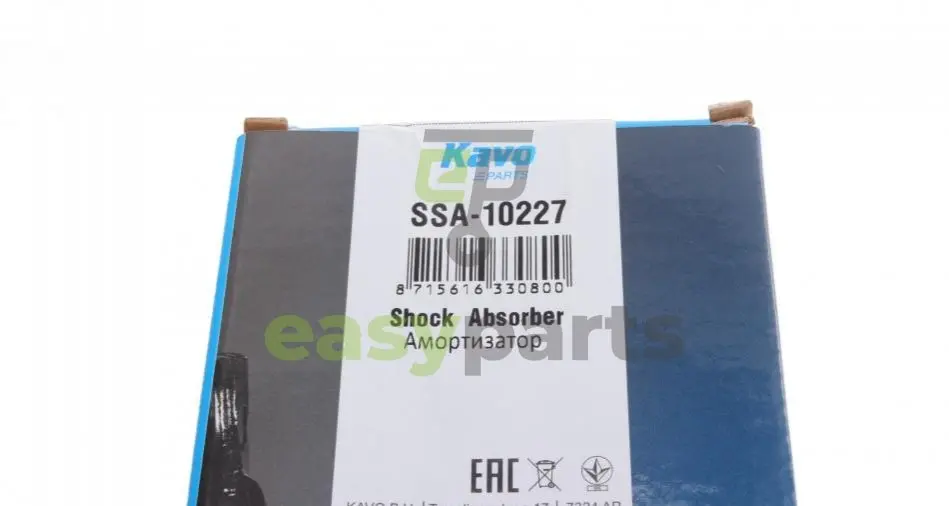 Kavo
PARTS
SSA-10227
8 715616 330800
Shock Absorber
Амортизатор
easyparts
EAC